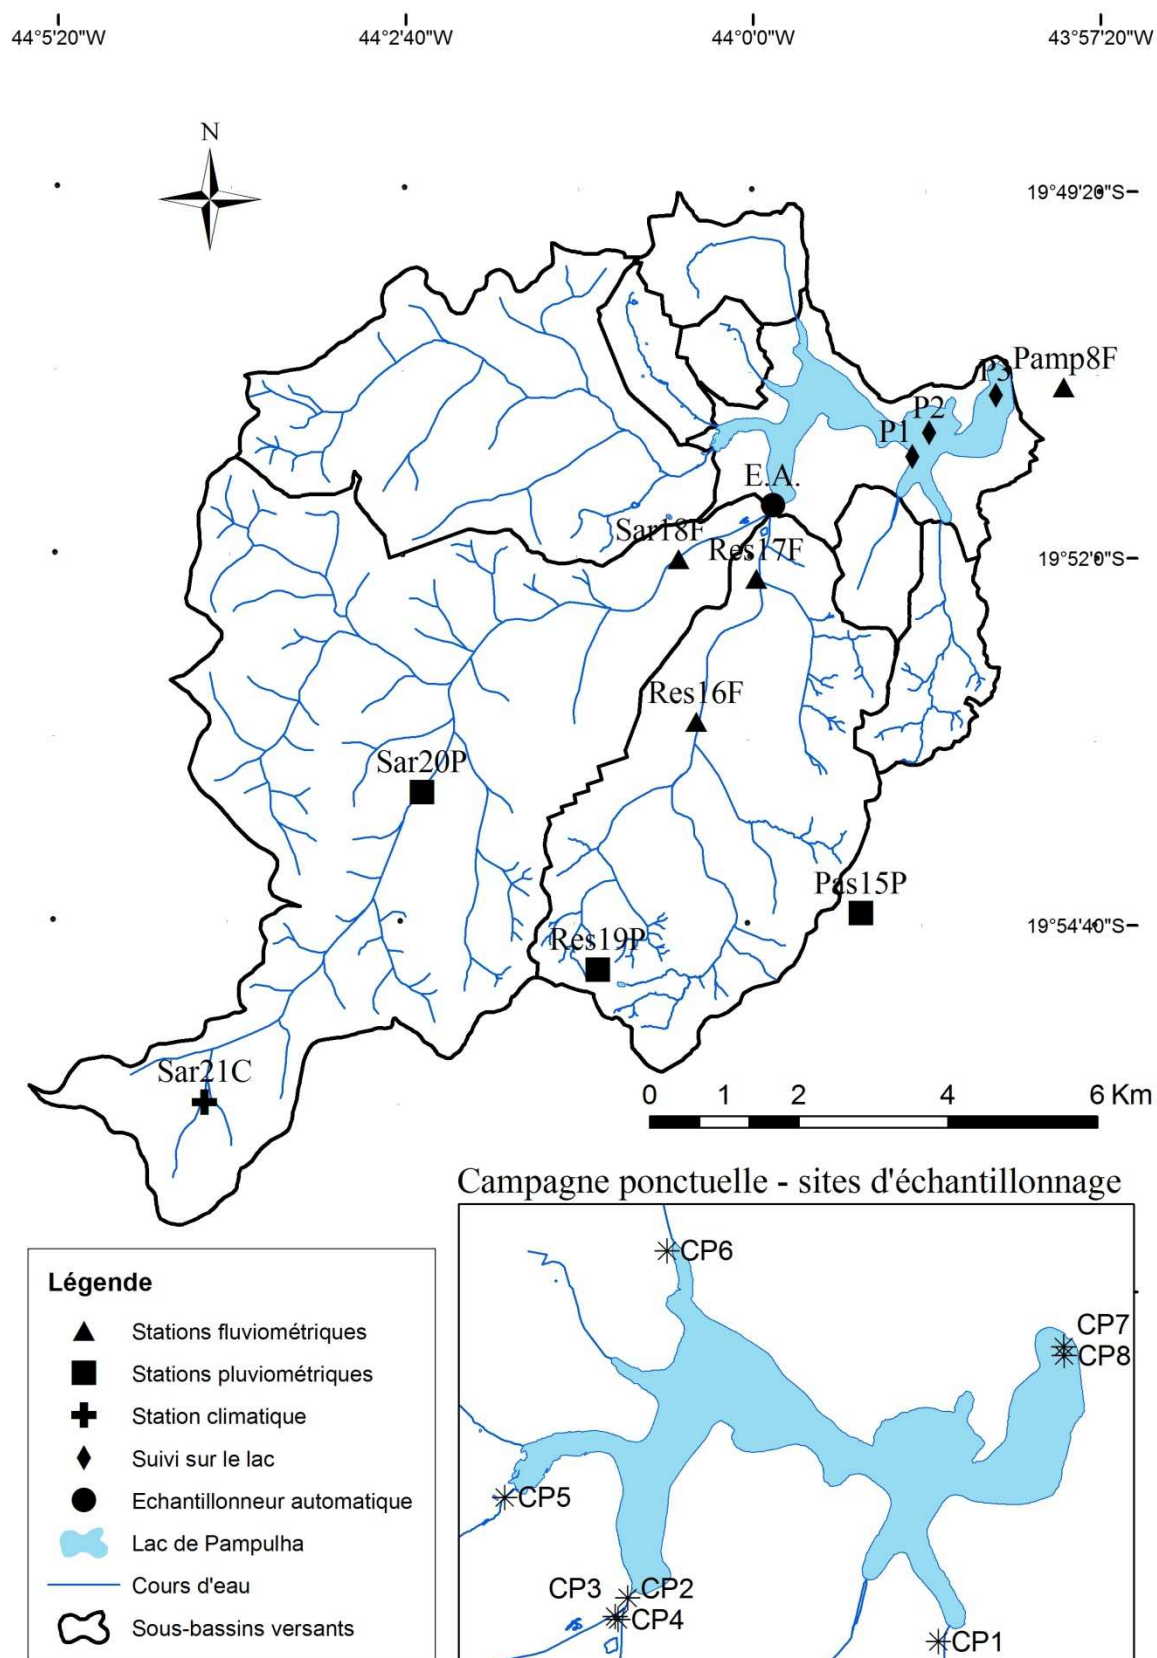 44°5'20"W 44°2'40"W 44°0'0"W 43°57'20"W
N
19°49'20"S
Pamp8F
P3
P2
P1
E.A.
Sar18F
Res17F
19°52'0"S
Res16F
Sar20P
Pas15P
19°54'40"S
Res19P
Sar21C
0 1 2 4 6 Km
Campagne ponctuelle - sites d'échantillonnage
CP6
CP7
CP8
CP5
CP3
CP2
CP4
CP1
Légende
Stations fluviométriques
Stations pluviométriques
Station climatique
Suivi sur le lac
Echantillonneur automatique
Lac de Pampulha
Cours d'eau
Sous-bassins versants